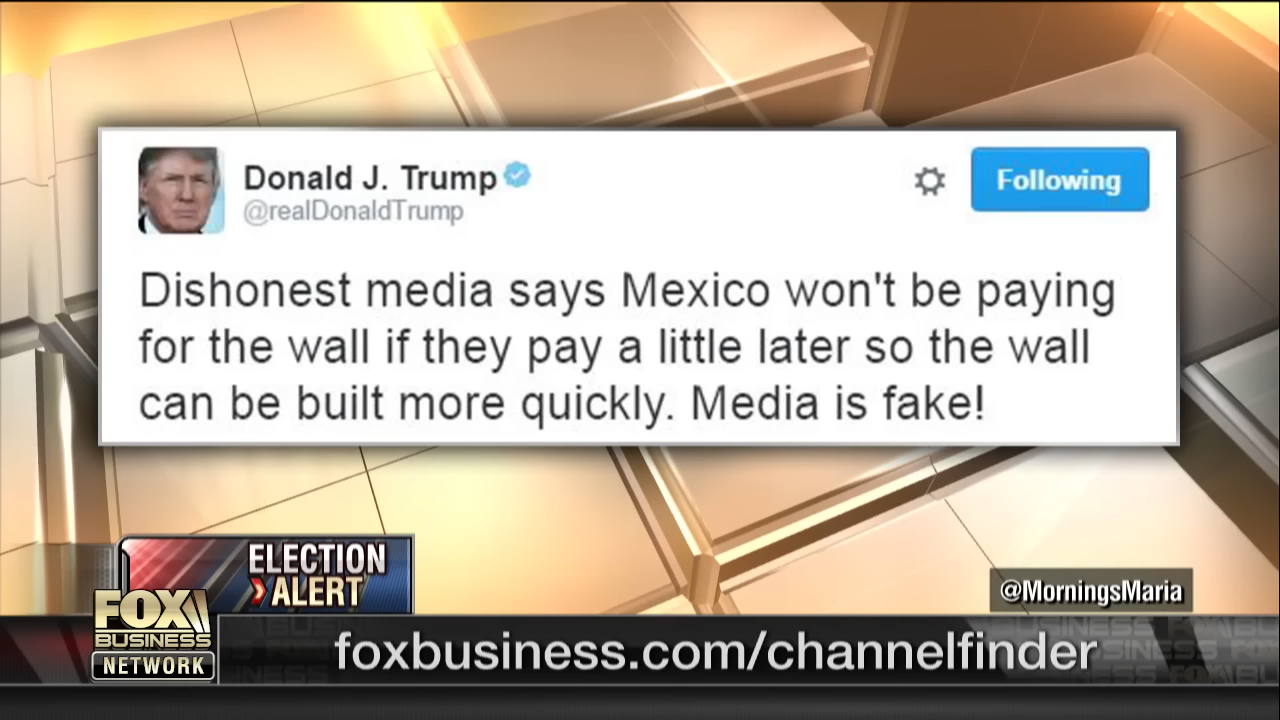 Donald J. Trump
@realDonaldTrump
Following
Dishonest media says Mexico won't be paying
for the wall if they pay a little later so the wall
can be built more quickly. Media is fake!
ELECTION
ALERT
@MorningsMaria
FOX
BUSINESS
NETWORK
foxbusiness.com/channelfinder